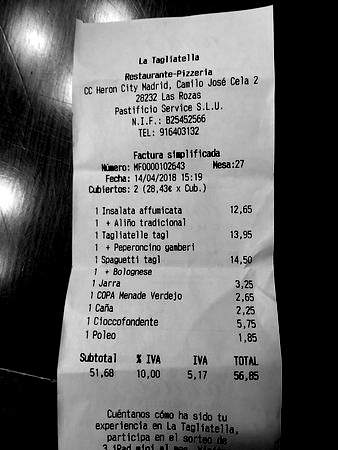 La Tagliatella
Restaurante-Pizzeria
CC Heron City Madrid, Camilo José Cela 2
28232 Las Rozas
Pastificio Service S.L.U.
N.I.F.: B25452566
TEL: 916403132
Factura simplificada
Número: MF0000102643 Mesa:27
Fecha: 14/04/2018 15:19
Cubiertos: 2 (28,43€ x Cub.)
1 Insalata affumicata 12,65
1 + Aliño tradicional
1 Tagliatelle tagl 13,95
1 + Peperoncino gamberi
1 Spaguetti tagl 14,50
1 + Bolognese
1 Jarra 3,25
1 COPA Menade Verdejo 2,65
1 Caña 2,25
1 Cioccofondente 5,75
1 Poleo 1,85
Subtotal % IVA IVA TOTAL
51,68 10,00 5,17 56,85
Cuéntanos cómo ha sido tu
experiencia en La Tagliatella,
participa en el sorteo de
3 iPad mini al mes.